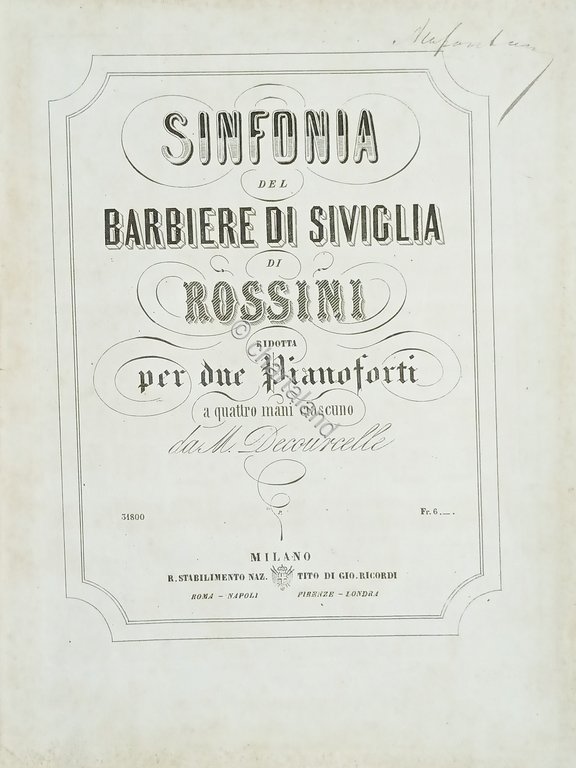 SINFONIA
DEL
BARBIERE DI SIVIGLIA
DI
ROSSINI
RIDOTTA
per due Pianoforti
a quattro mani ciascuno
da M. Decourcelle
31800
Fr. 6._.
MILANO
R. STABILIMENTO NAZ. TITO DI GIO. RICORDI
ROMA – NAPOLI FIRENZE – LONDRA
© Chartaland